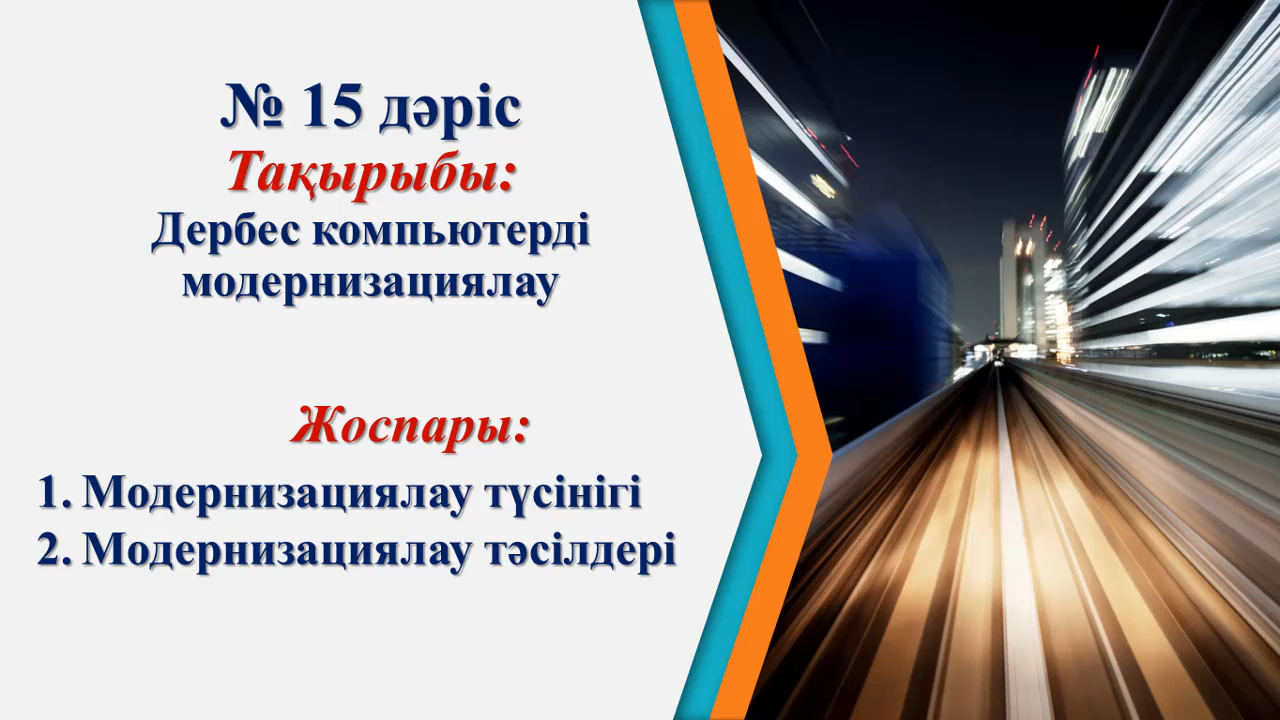 № 15 дәріс
Тақырыбы:
Дербес компьютерді
модернизациялау
Жоспары:
1. Модернизациялау түсінігі
2. Модернизациялау тәсілдері